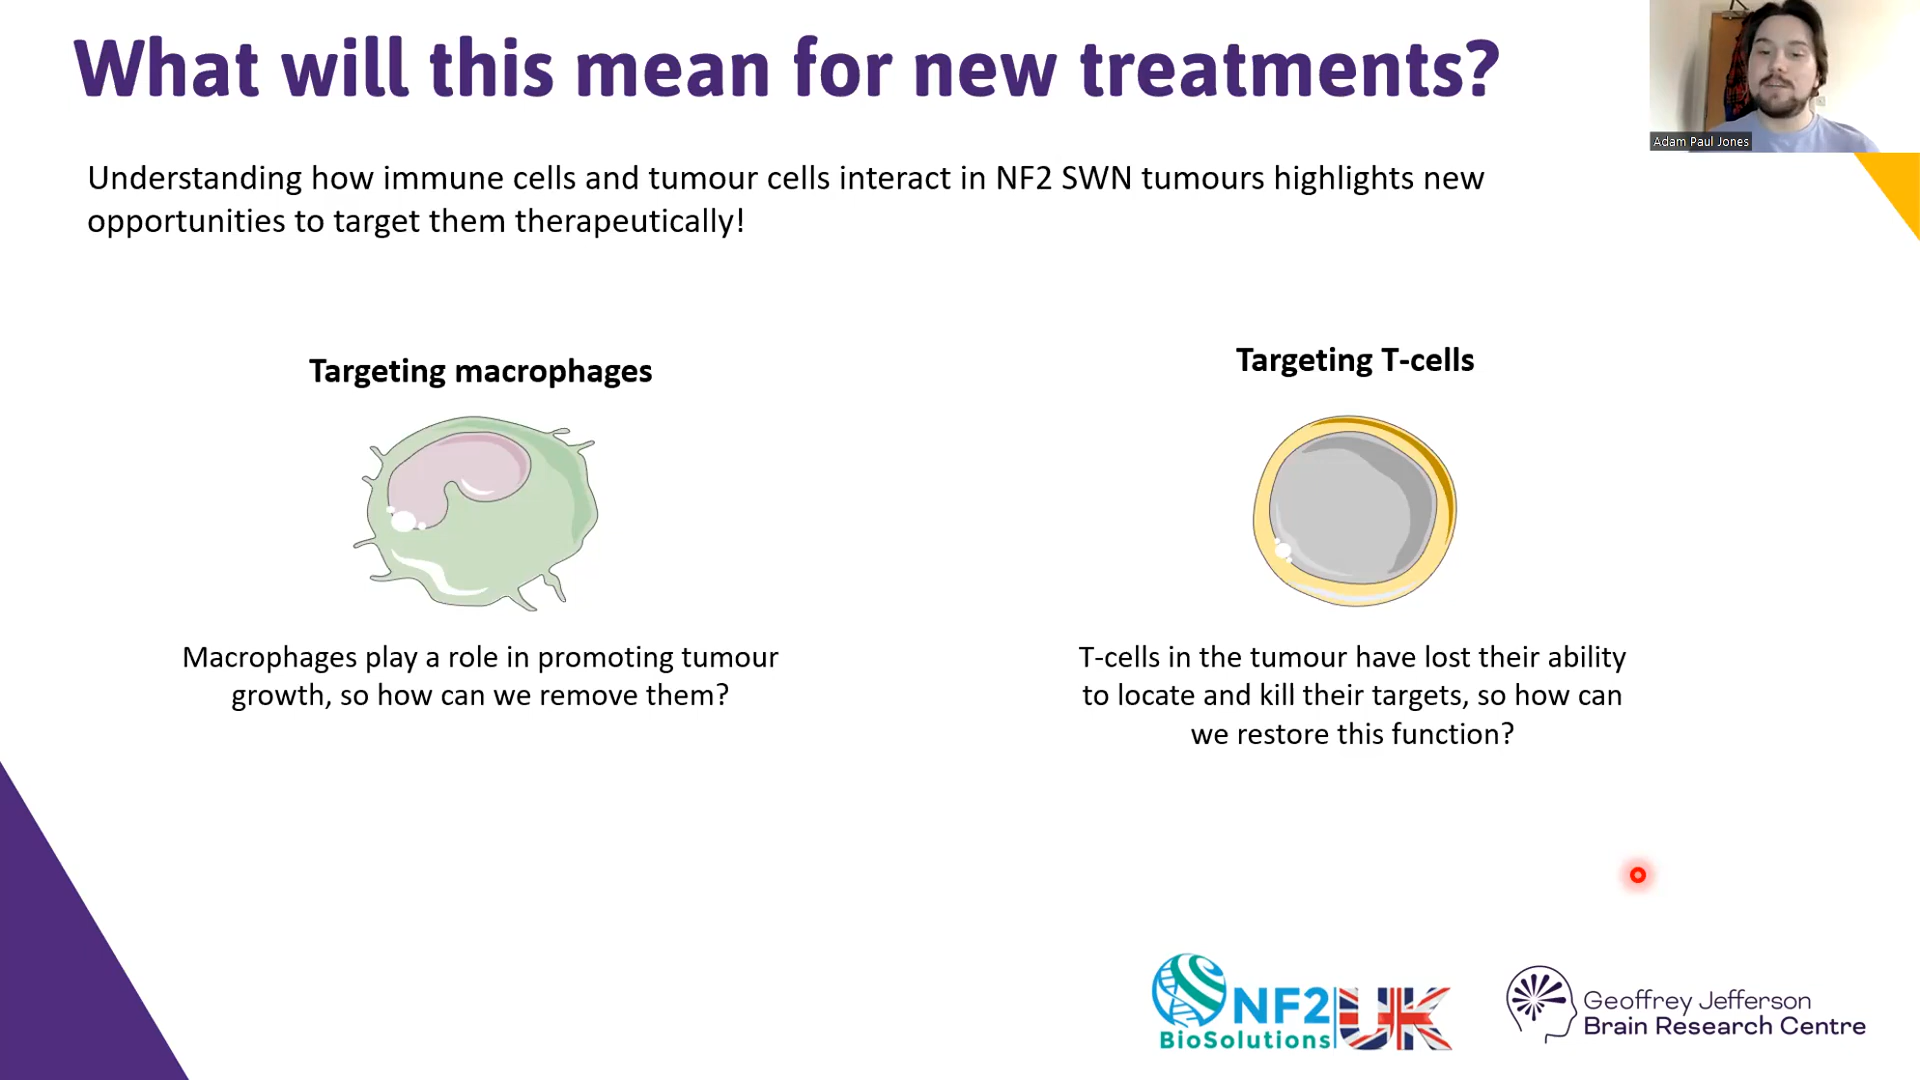 What will this mean for new treatments?
Adam Paul Jones
Understanding how immune cells and tumour cells interact in NF2 SWN tumours highlights new
opportunities to target them therapeutically!
Targeting macrophages
Macrophages play a role in promoting tumour
growth, so how can we remove them?
Targeting T-cells
T-cells in the tumour have lost their ability
to locate and kill their targets, so how can
we restore this function?
NF2
BioSolutions
UK
Geoffrey Jefferson
Brain Research Centre